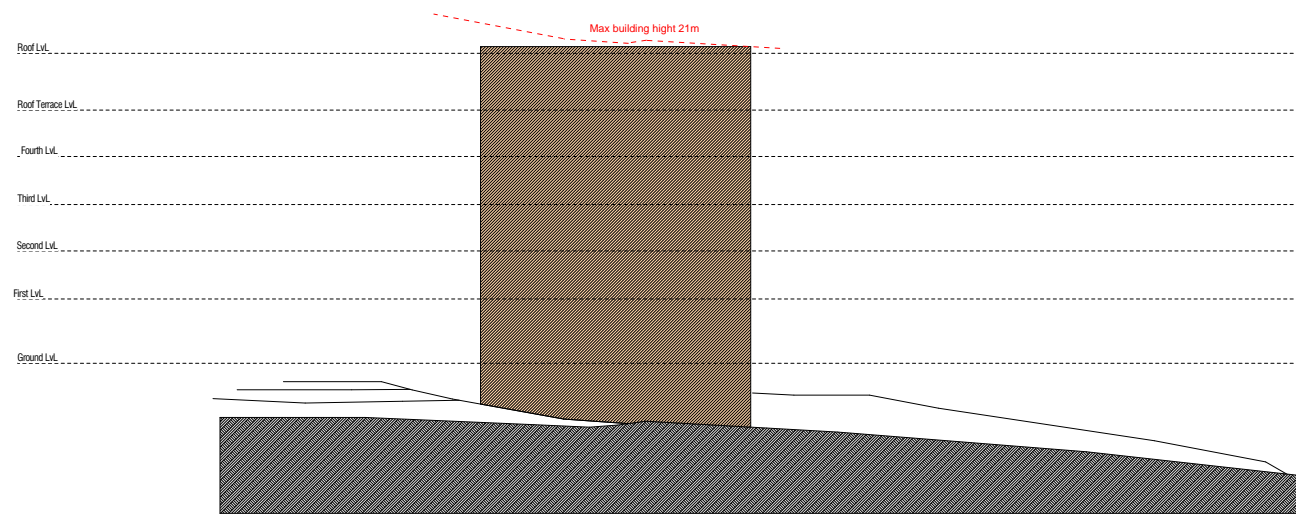 Max building hight 21m
Roof LvL
Roof Terrace LvL
Fourth LvL
Third LvL
Second LvL
First LvL
Ground LvL